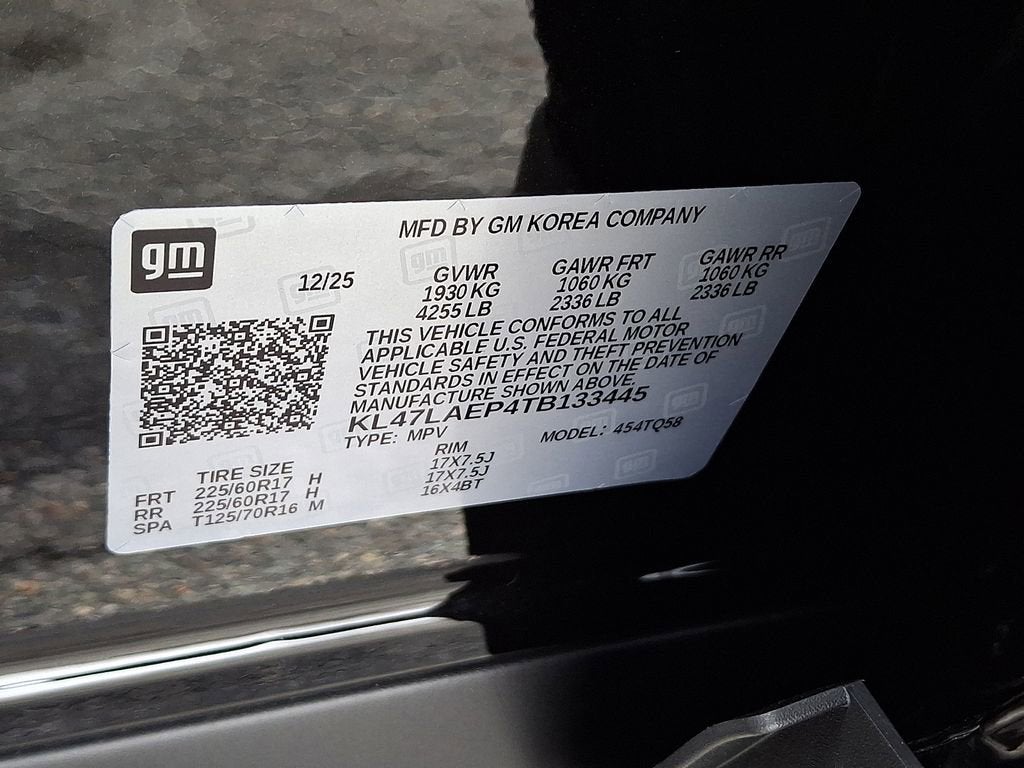 gm
MFD BY GM KOREA COMPANY
12/25
GVWR
1930 KG
4255 LB
GAWR FRT
1060 KG
2336 LB
GAWR RR
1060 KG
2336 LB
THIS VEHICLE CONFORMS TO ALL
APPLICABLE U.S. FEDERAL MOTOR
VEHICLE SAFETY AND THEFT PREVENTION
STANDARDS IN EFFECT ON THE DATE OF
MANUFACTURE SHOWN ABOVE.
KL47LAEP4TB133445
TYPE: MPV MODEL: 454TQ58
TIRE SIZE RIM
FRT 225/60R17 H 17X7.5J
RR 225/60R17 H 17X7.5J
SPA T125/70R16 M 16X4BT